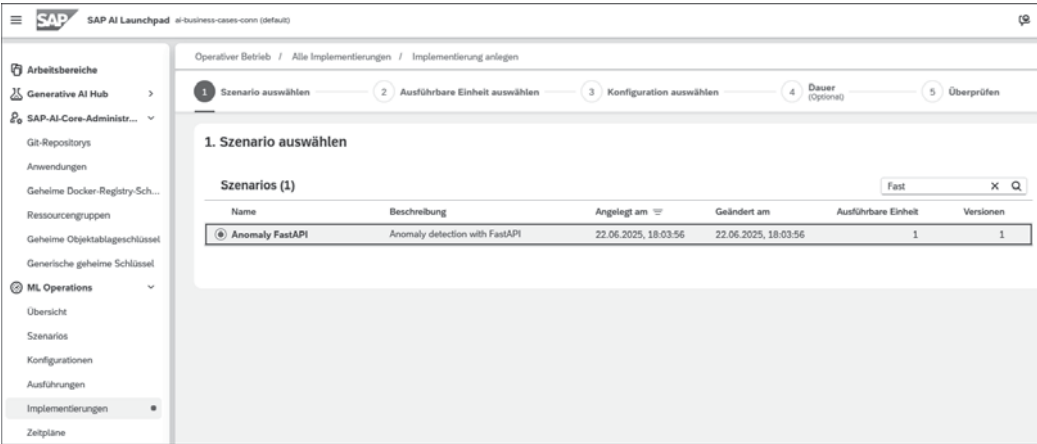 SAP SAP AI Launchpad ai-business-cases-conn (default)
Operativer Betrieb / Alle Implementierungen / Implementierung anlegen
Arbeitsbereiche
Generative AI Hub
SAP-AI-Core-Administr...
Git-Repositorys
Anwendungen
Geheime Docker-Registry-Sch...
Ressourcengruppen
Geheime Objektablageschlüssel
Generische geheime Schlüssel
ML Operations
Übersicht
Szenarios
Konfigurationen
Ausführungen
Implementierungen
Zeitpläne
1 Szenario auswählen
2 Ausführbare Einheit auswählen
3 Konfiguration auswählen
4 Dauer
(Optional)
5 Überprüfen
1. Szenario auswählen
Szenarios (1)
Fast
Name Beschreibung Angelegt am Geändert am Ausführbare Einheit Versionen
Anomaly FastAPI Anomaly detection with FastAPI 22.06.2025, 18:03:56 22.06.2025, 18:03:56 1 1